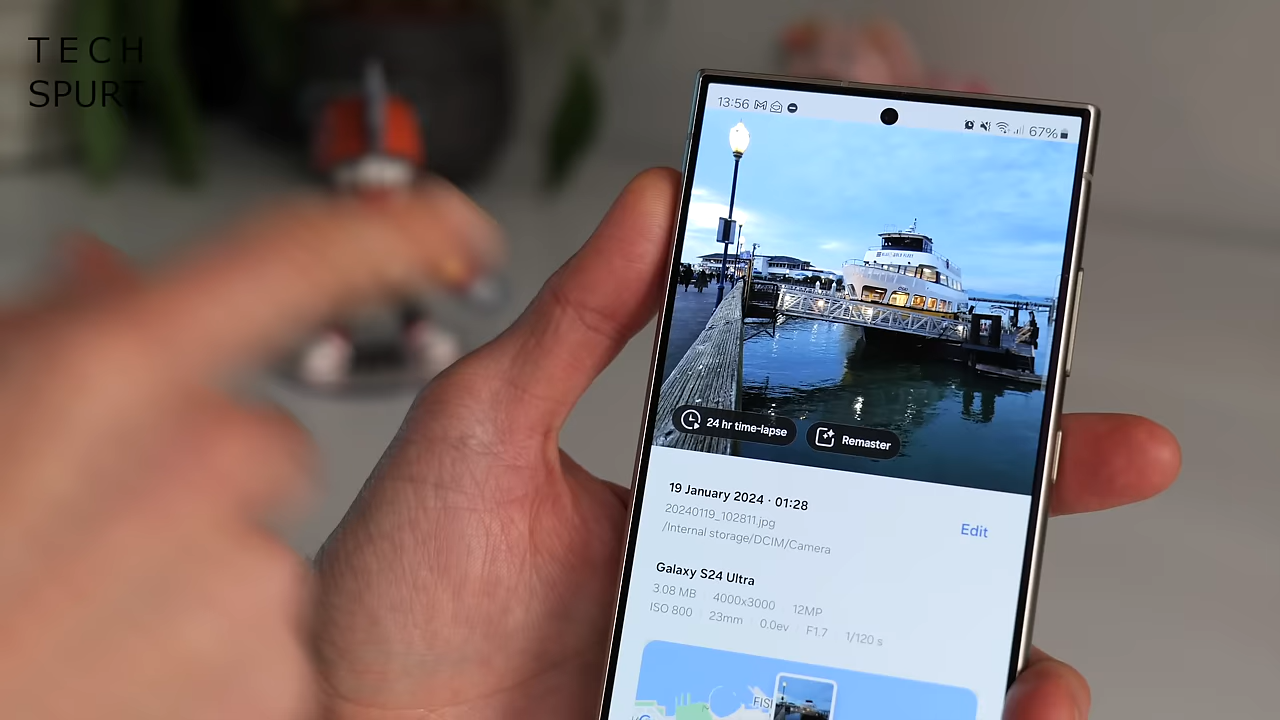 TECH
SPURT
13:56
67%
24 hr time-lapse
Remaster
19 January 2024 · 01:28
20240119_102811.jpg
Edit
/Internal storage/DCIM/Camera
Galaxy S24 Ultra
3.08 MB 4000x3000 12MP
ISO 800 23mm 0.0ev F1.7 1/120 s
FIS